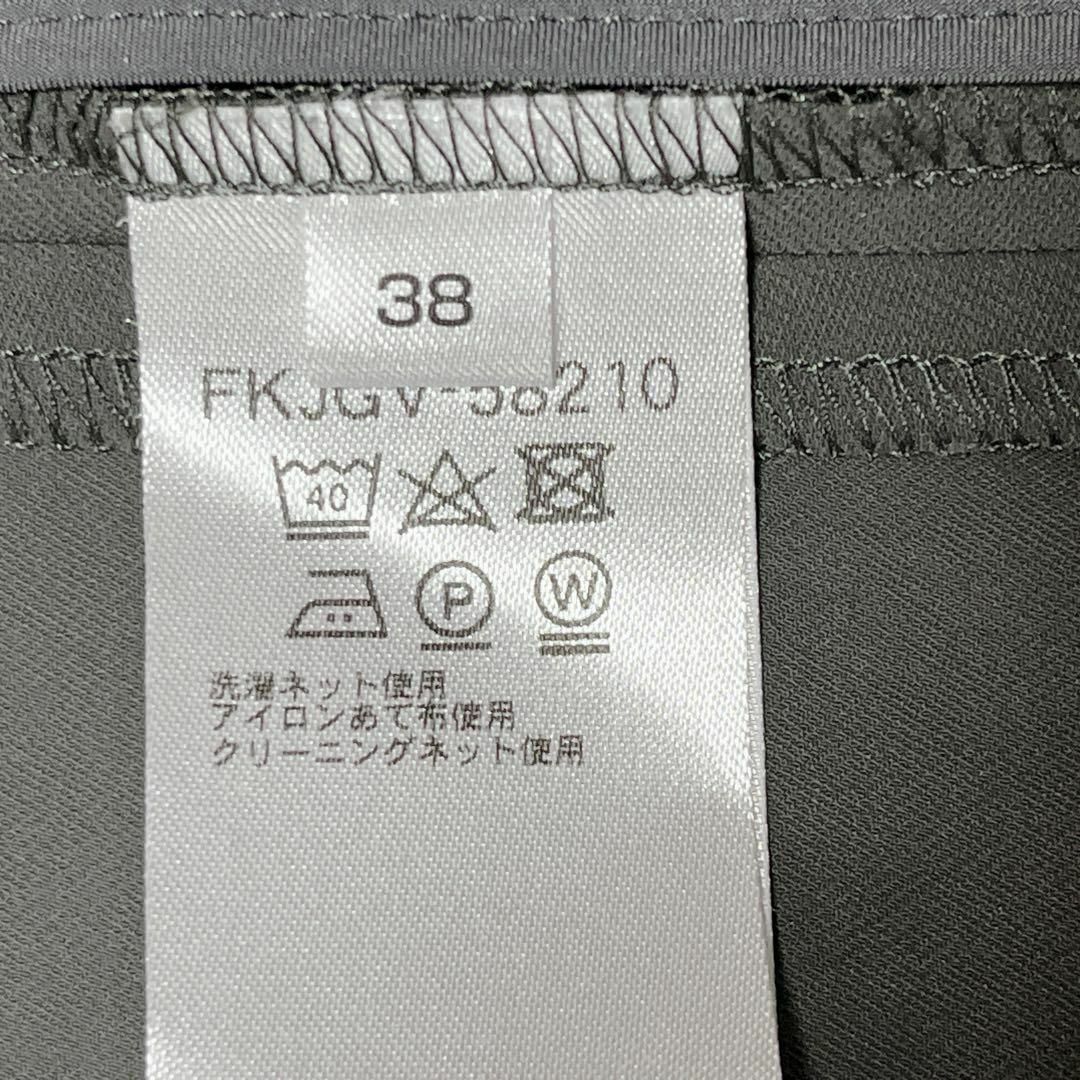 38
FKJGV-58210
40
P W
洗濯ネット使用
アイロンあて布使用
クリーニングネット使用